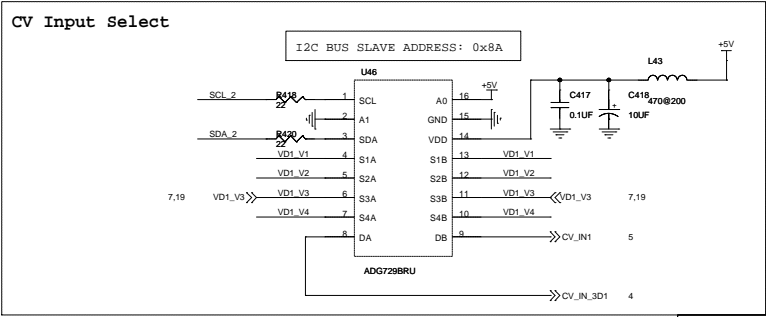 CV Input Select
I2C BUS SLAVE ADDRESS: 0x8A
+5V
U46
L43
SCL_2 R418 1 SCL A0 16 +5V C417 C418 470@200
22 2 A1 GND 15 0.1UF 10UF
SDA_2 R420 3 SDA VDD 14
22
VD1_V1 4 S1A S1B 13 VD1_V1
VD1_V2 5 S2A S2B 12 VD1_V2
7,19 VD1_V3 VD1_V3 6 S3A S3B 11 VD1_V3 VD1_V3 7,19
VD1_V4 7 S4A S4B 10 VD1_V4
8 DA DB 9 CV_IN1 5
ADG729BRU
CV_IN_3D1 4